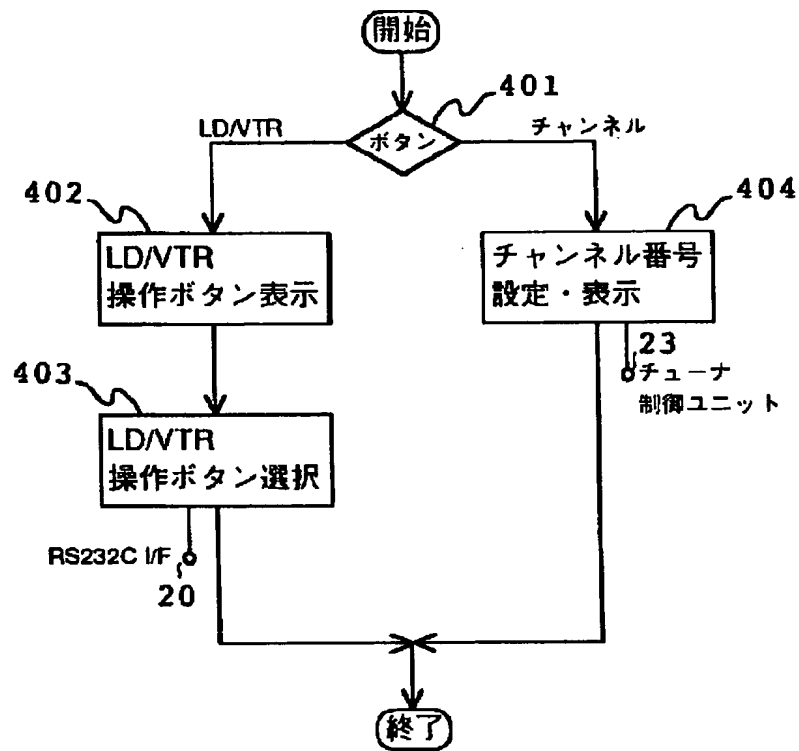 開始
401
LD/VTR
ボタン
チャンネル
402
404
LD/VTR
操作ボタン表示
チャンネル番号
設定・表示
23
チューナ
制御ユニット
403
LD/VTR
操作ボタン選択
RS232C I/F
20
終了